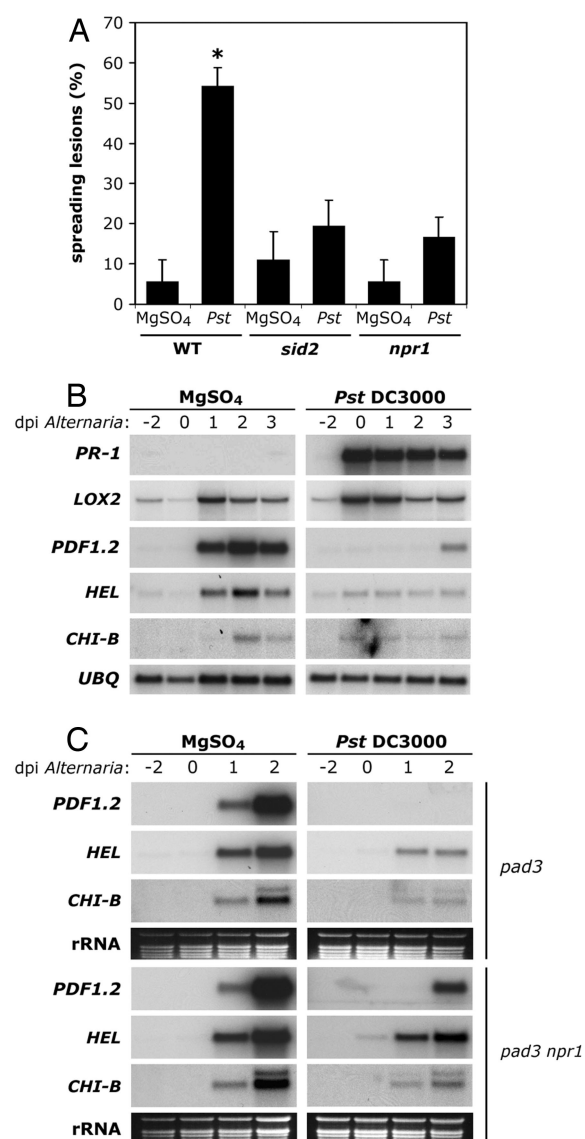 A
spreading lesions (%)
70
60
50
40
30
20
10
0
*
MgSO₄ Pst MgSO₄ Pst MgSO₄ Pst
WT sid2 npr1
B
MgSO₄ Pst DC3000
dpi Alternaria: -2 0 1 2 3 -2 0 1 2 3
PR-1
LOX2
PDF1.2
HEL
CHI-B
UBQ
C
MgSO₄ Pst DC3000
dpi Alternaria: -2 0 1 2 -2 0 1 2
PDF1.2
HEL
pad3
CHI-B
rRNA
PDF1.2
HEL
pad3 npr1
CHI-B
rRNA